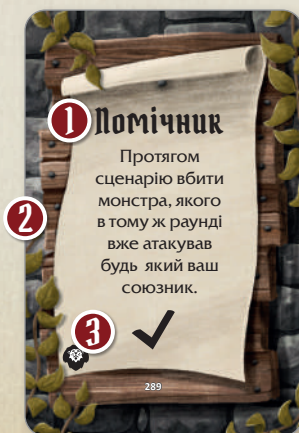 1 Помічник
Протягом
сценарію вбити
монстра, якого
2 в тому ж раунді
вже атакував
будь який ваш
союзник.
3
289